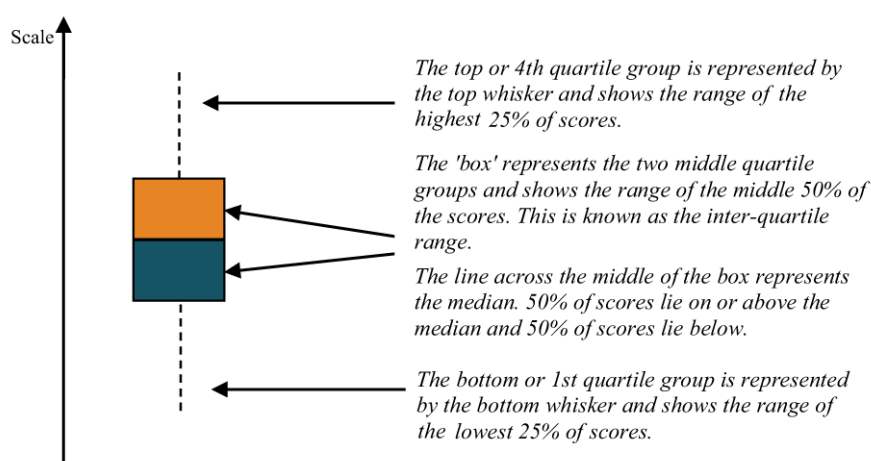 Scale
The top or 4th quartile group is represented by
the top whisker and shows the range of the
highest 25% of scores.
The 'box' represents the two middle quartile
groups and shows the range of the middle 50% of
the scores. This is known as the inter-quartile
range.
The line across the middle of the box represents
the median. 50% of scores lie on or above the
median and 50% of scores lie below.
The bottom or 1st quartile group is represented
by the bottom whisker and shows the range of
the lowest 25% of scores.